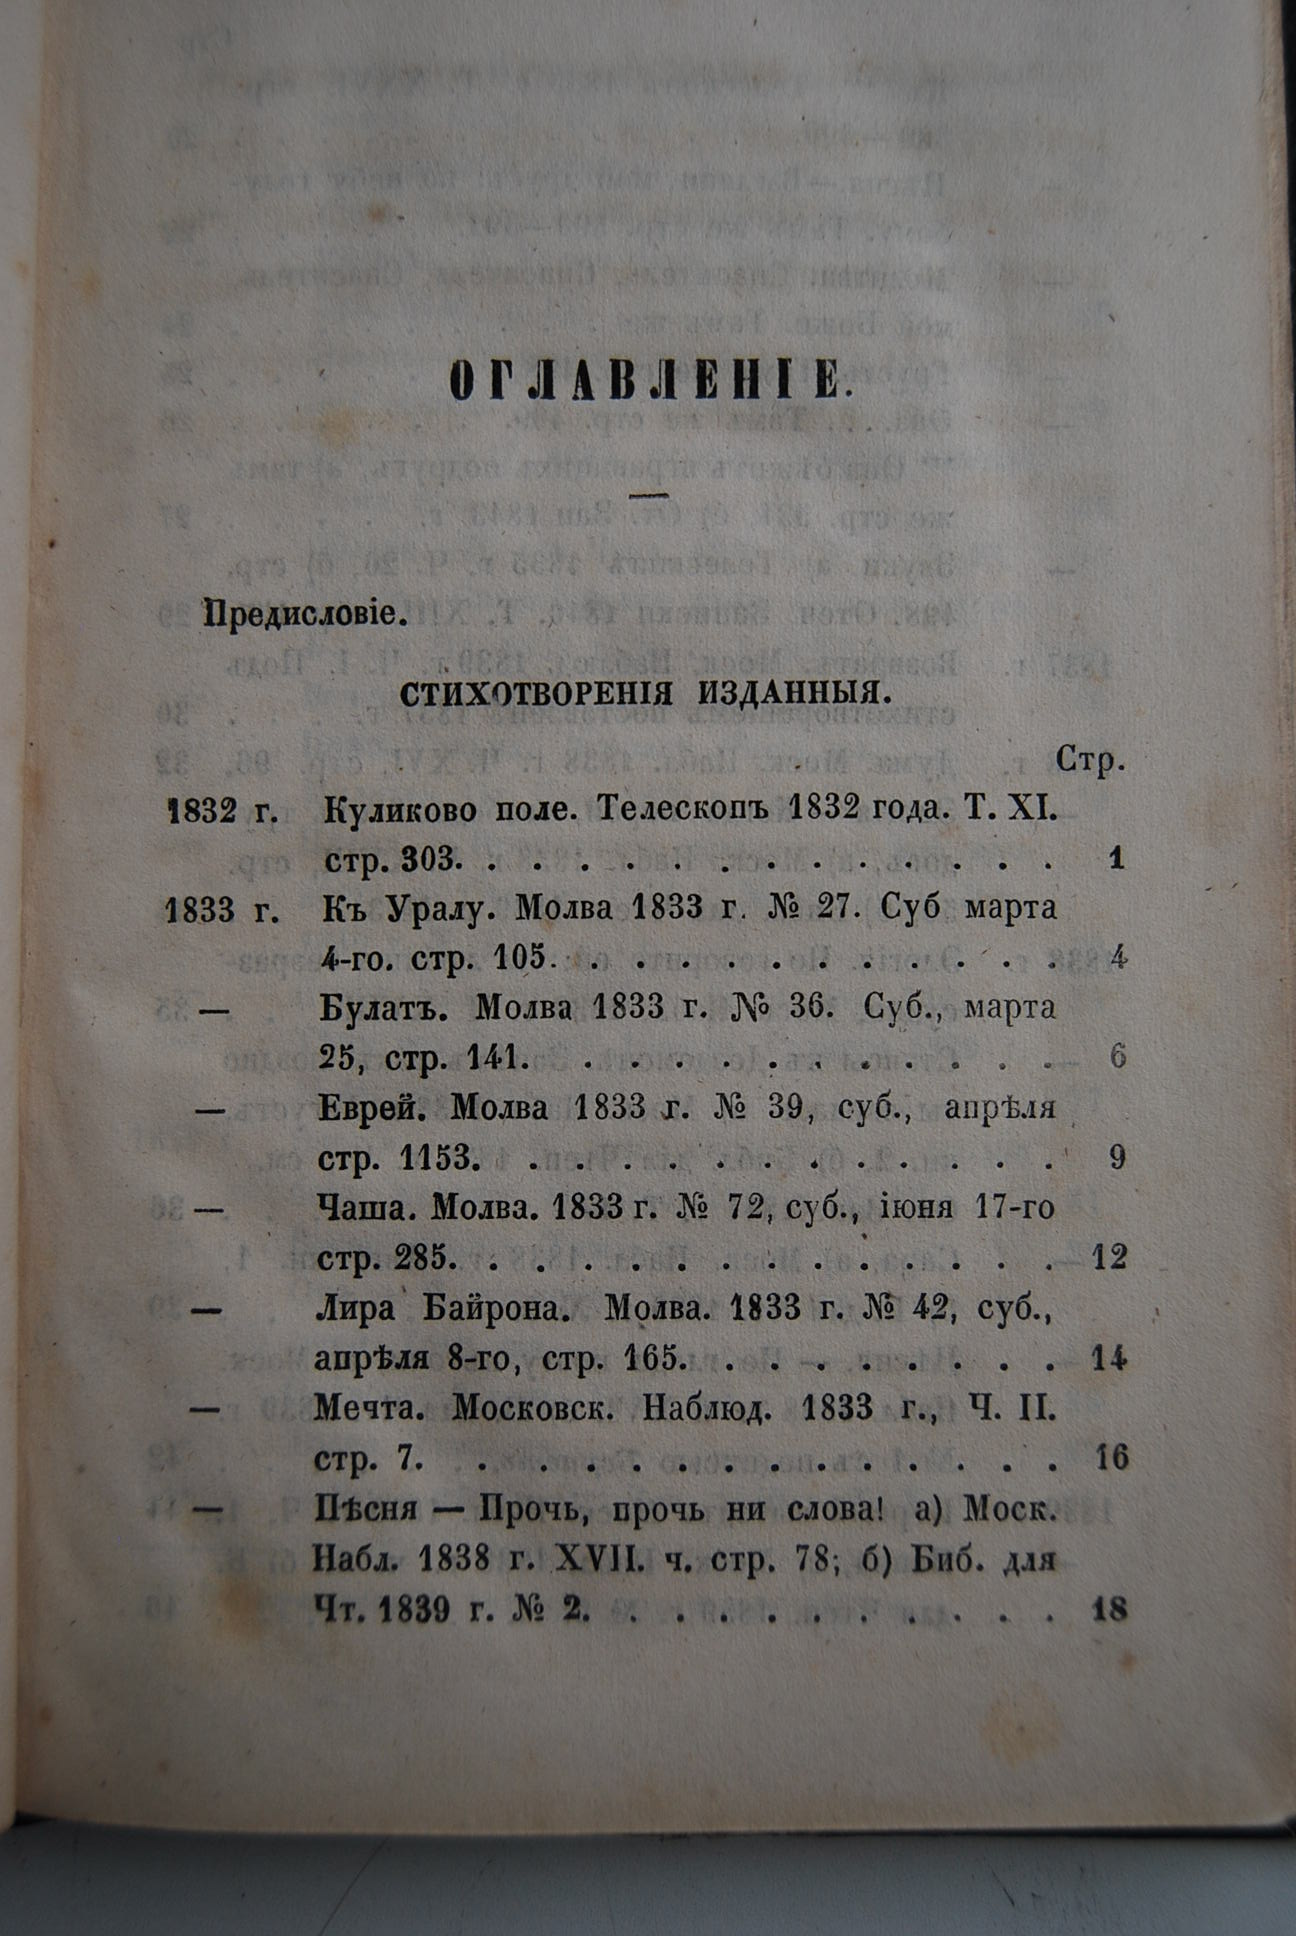 ОГЛАВЛЕНІЕ.
Предисловіе.
СТИХОТВОРЕНІЯ ИЗДАННЫЯ.
Стр.
1832 г. Куликово поле. Телескопъ 1832 года. Т. XI.
стр. 303. . . . . . . . . . . . . . 1
1833 г. Къ Уралу. Молва 1833 г. № 27. Суб марта
4-го. стр. 105. . . . . . . . . . . . 4
— Булатъ. Молва 1833 г. № 36. Суб., марта
25, стр. 141. . . . . . . . . . . . 6
— Еврей. Молва 1833 г. № 39, суб., апрѣля
стр. 1153. . . . . . . . . . . . . 9
— Чаша. Молва. 1833 г. № 72, суб., іюня 17-го
стр. 285. . . . . . . . . . . . . . 12
— Лира Байрона. Молва. 1833 г. № 42, суб.,
апрѣля 8-го, стр. 165. . . . . . . . . 14
— Мечта. Московск. Наблюд. 1833 г., Ч. II.
стр. 7. . . . . . . . . . . . . . 16
— Пѣсня — Прочь, прочь ни слова! а) Моск.
Набл. 1838 г. XVII. ч. стр. 78; б) Биб. для
Чт. 1839 г. № 2. . . . . . . . . . . 18